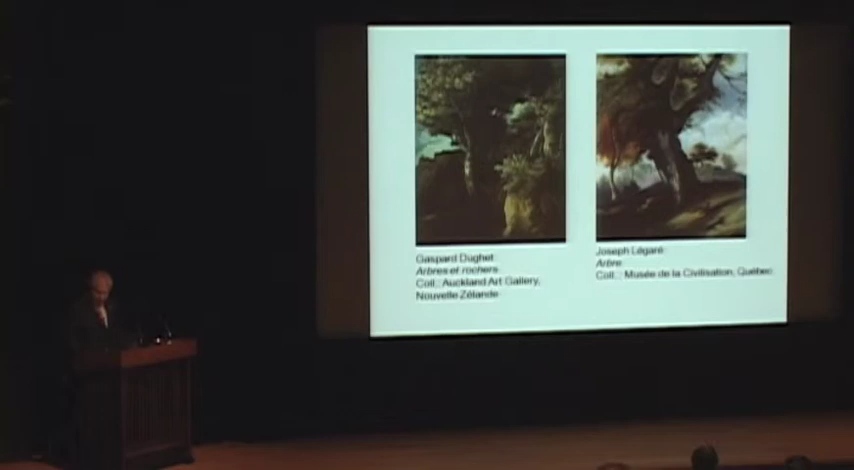 Gaspard Dughet:
Arbres et rochers.
Coll.: Auckland Art Gallery,
Nouvelle Zélande
Joseph Légaré:
Arbre.
Coll.: Musée de la Civilisation, Québec.